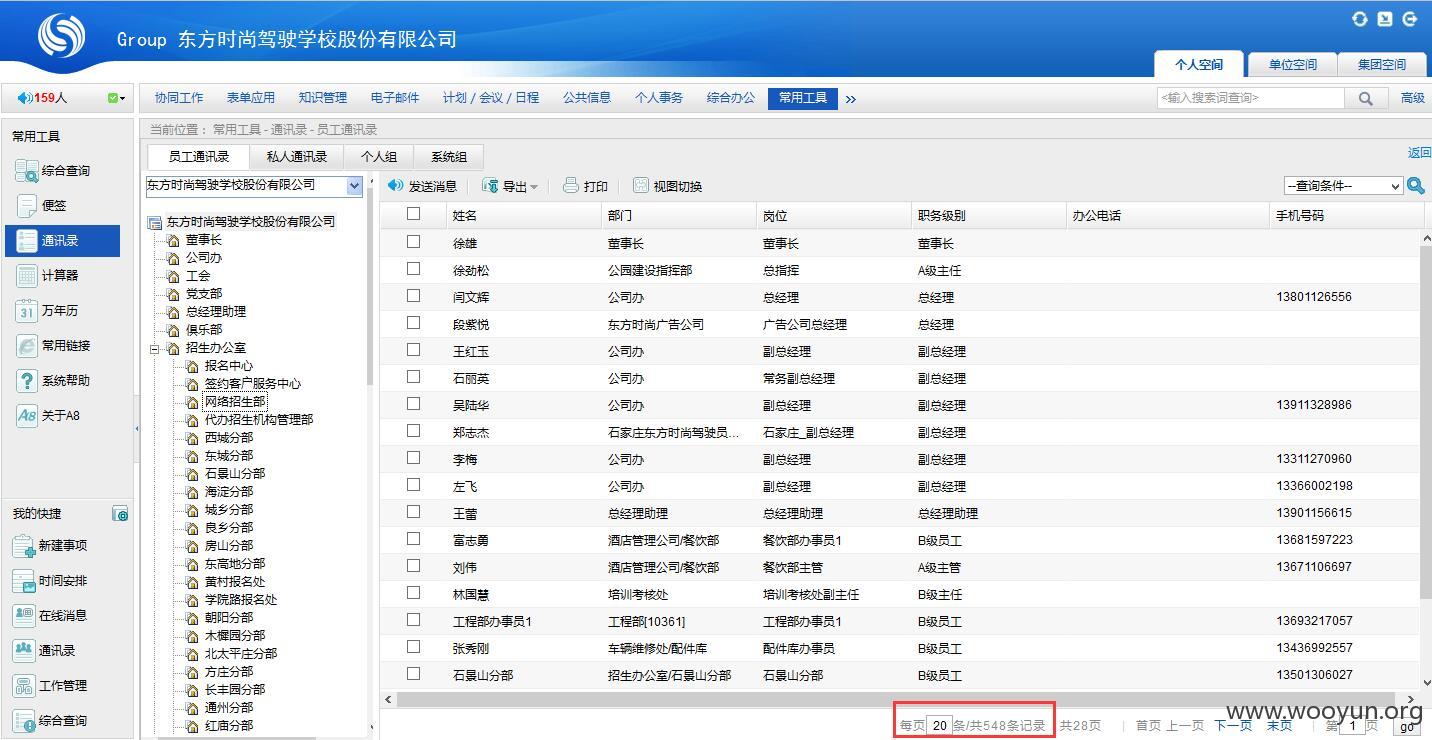 Group 东方时尚驾驶学校股份有限公司
个人空间 单位空间 集团空间
159人 协同工作 表单应用 知识管理 电子邮件 计划 / 会议 / 日程 公共信息 个人事务 综合办公 常用工具 » <输入搜索词查询> 高级
常用工具
综合查询
便签
通讯录
计算器
31 万年历
常用链接
? 系统帮助
A8 关于A8
我的快捷
新建事项
时间安排
在线消息
通讯录
工作管理
综合查询
当前位置： 常用工具 - 通讯录 - 员工通讯录
员工通讯录 私人通讯录 个人组 系统组 返回
东方时尚驾驶学校股份有限公司
东方时尚驾驶学校股份有限公司
董事长
公司办
工会
党支部
总经理助理
俱乐部
招生办公室
报名中心
签约客户服务中心
网络招生部
代办招生机构管理部
西城分部
东城分部
石景山分部
海淀分部
城乡分部
良乡分部
房山分部
东高地分部
黄村报名处
学院路报名处
朝阳分部
木樨园分部
北太平庄分部
方庄分部
长丰园分部
通州分部
红庙分部
发送消息 导出 打印 视图切换 --查询条件--
姓名 部门 岗位 职务级别 办公电话 手机号码
徐雄 董事长 董事长 董事长
徐劲松 公园建设指挥部 总指挥 A级主任
闫文辉 公司办 总经理 总经理 13801126556
段紫悦 东方时尚广告公司 广告公司总经理 总经理
王红玉 公司办 副总经理 副总经理
石丽英 公司办 常务副总经理 副总经理
吴陆华 公司办 副总经理 副总经理 13911328986
郑志杰 石家庄东方时尚驾驶员... 石家庄_副总经理 副总经理
李梅 公司办 副总经理 副总经理 13311270960
左飞 公司办 副总经理 副总经理 13366002198
王蕾 总经理助理 总经理助理 总经理助理 13901156615
富志勇 酒店管理公司/餐饮部 餐饮部办事员1 B级员工 13681597223
刘伟 酒店管理公司/餐饮部 餐饮部主管 A级主管 13671106697
林国慧 培训考核处 培训考核处副主任 B级主任
工程部办事员1 工程部[10361] 工程部办事员1 B级员工 13693217057
张秀刚 车辆维修处/配件库 配件库办事员 B级员工 13436992557
石景山分部 招生办公室/石景山分部 石景山分部 B级员工 13501306027
每页 20 条/共548条记录 共28页 首页 上一页 下一页 末页 第 1 页 go
www.wooyun.org